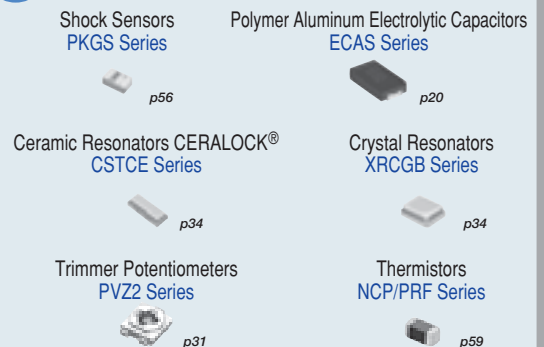 Shock Sensors
PKGS Series
p56
Polymer Aluminum Electrolytic Capacitors
ECAS Series
p20
Ceramic Resonators CERALOCK®
CSTCE Series
p34
Crystal Resonators
XRCGB Series
p34
Trimmer Potentiometers
PVZ2 Series
p31
Thermistors
NCP/PRF Series
p59